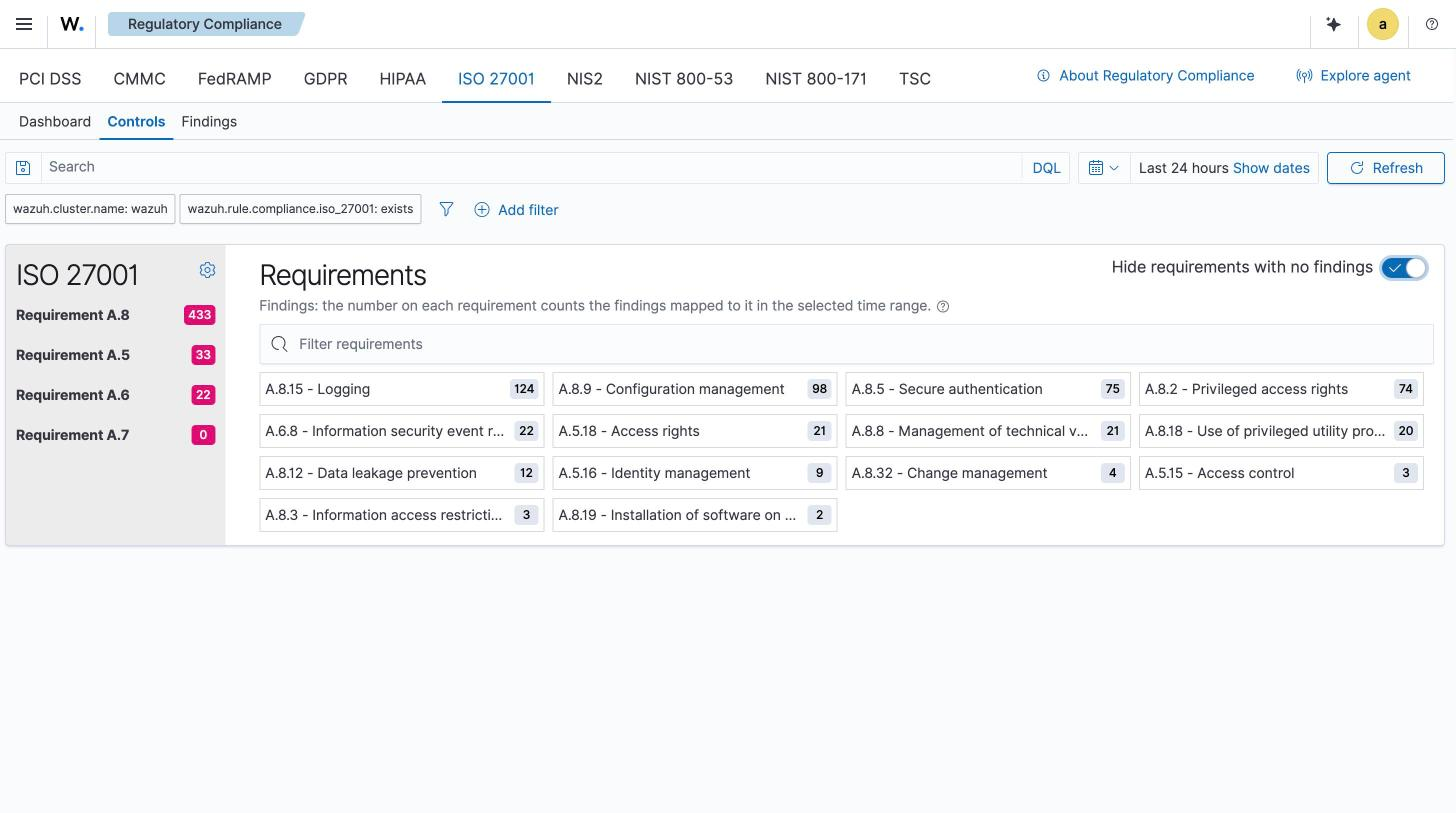 W.
Regulatory Compliance
a
PCI DSS CMMC FedRAMP GDPR HIPAA ISO 27001 NIS2 NIST 800-53 NIST 800-171 TSC About Regulatory Compliance Explore agent
Dashboard Controls Findings
Search DQL Last 24 hours Show dates Refresh
wazuh.cluster.name: wazuh wazuh.rule.compliance.iso_27001: exists Add filter
ISO 27001
Requirement A.8 433
Requirement A.5 33
Requirement A.6 22
Requirement A.7 0
Requirements Hide requirements with no findings
Findings: the number on each requirement counts the findings mapped to it in the selected time range.
Filter requirements
A.8.15 - Logging 124 A.8.9 - Configuration management 98 A.8.5 - Secure authentication 75 A.8.2 - Privileged access rights 74
A.6.8 - Information security event r... 22 A.5.18 - Access rights 21 A.8.8 - Management of technical v... 21 A.8.18 - Use of privileged utility pro... 20
A.8.12 - Data leakage prevention 12 A.5.16 - Identity management 9 A.8.32 - Change management 4 A.5.15 - Access control 3
A.8.3 - Information access restricti... 3 A.8.19 - Installation of software on ... 2